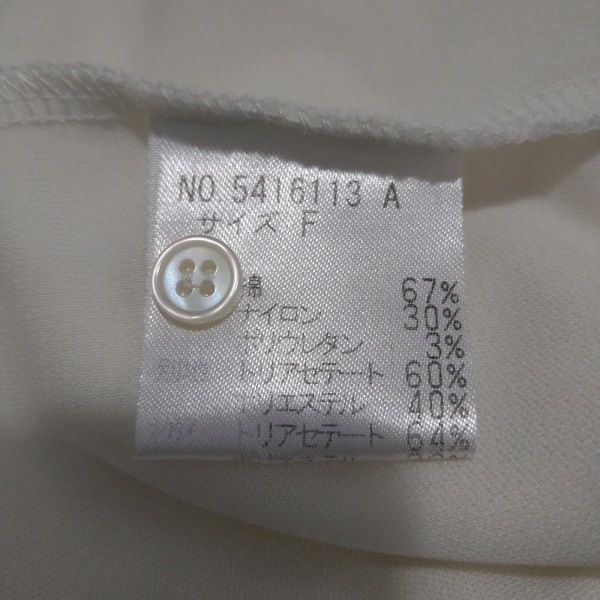 NO.5416113 A
サイズ F
綿 67%
ナイロン 30%
ポリウレタン 3%
トリアセテート 60%
ポリエステル 40%
トリアセテート 64%